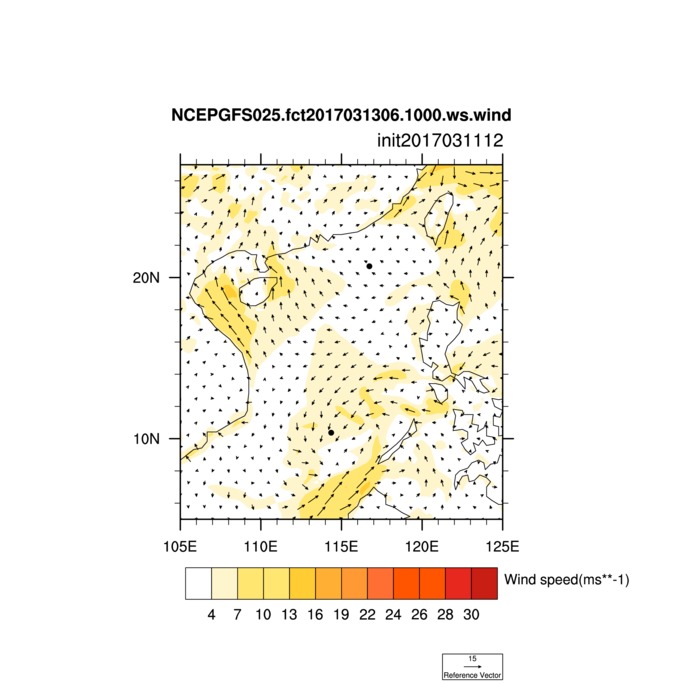 NCEPGFS025.fct2017031306.1000.ws.wind
init2017031112
20N
10N
105E 110E 115E 120E 125E
Wind speed(ms**-1)
4 7 10 13 16 19 22 24 26 28 30
15
Reference Vector